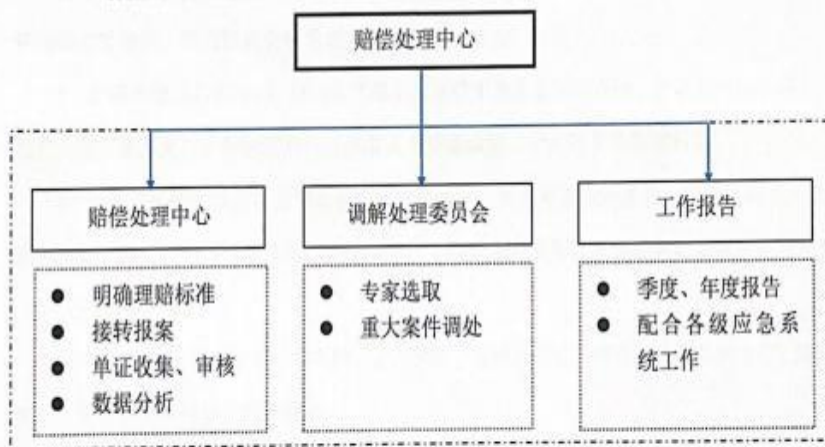 赔偿处理中心
赔偿处理中心
调解处理委员会
工作报告
● 明确理赔标准
● 接转报案
● 单证收集、审核
● 数据分析
● 专家选取
● 重大案件调处
● 季度、年度报告
● 配合各级应急系
统工作